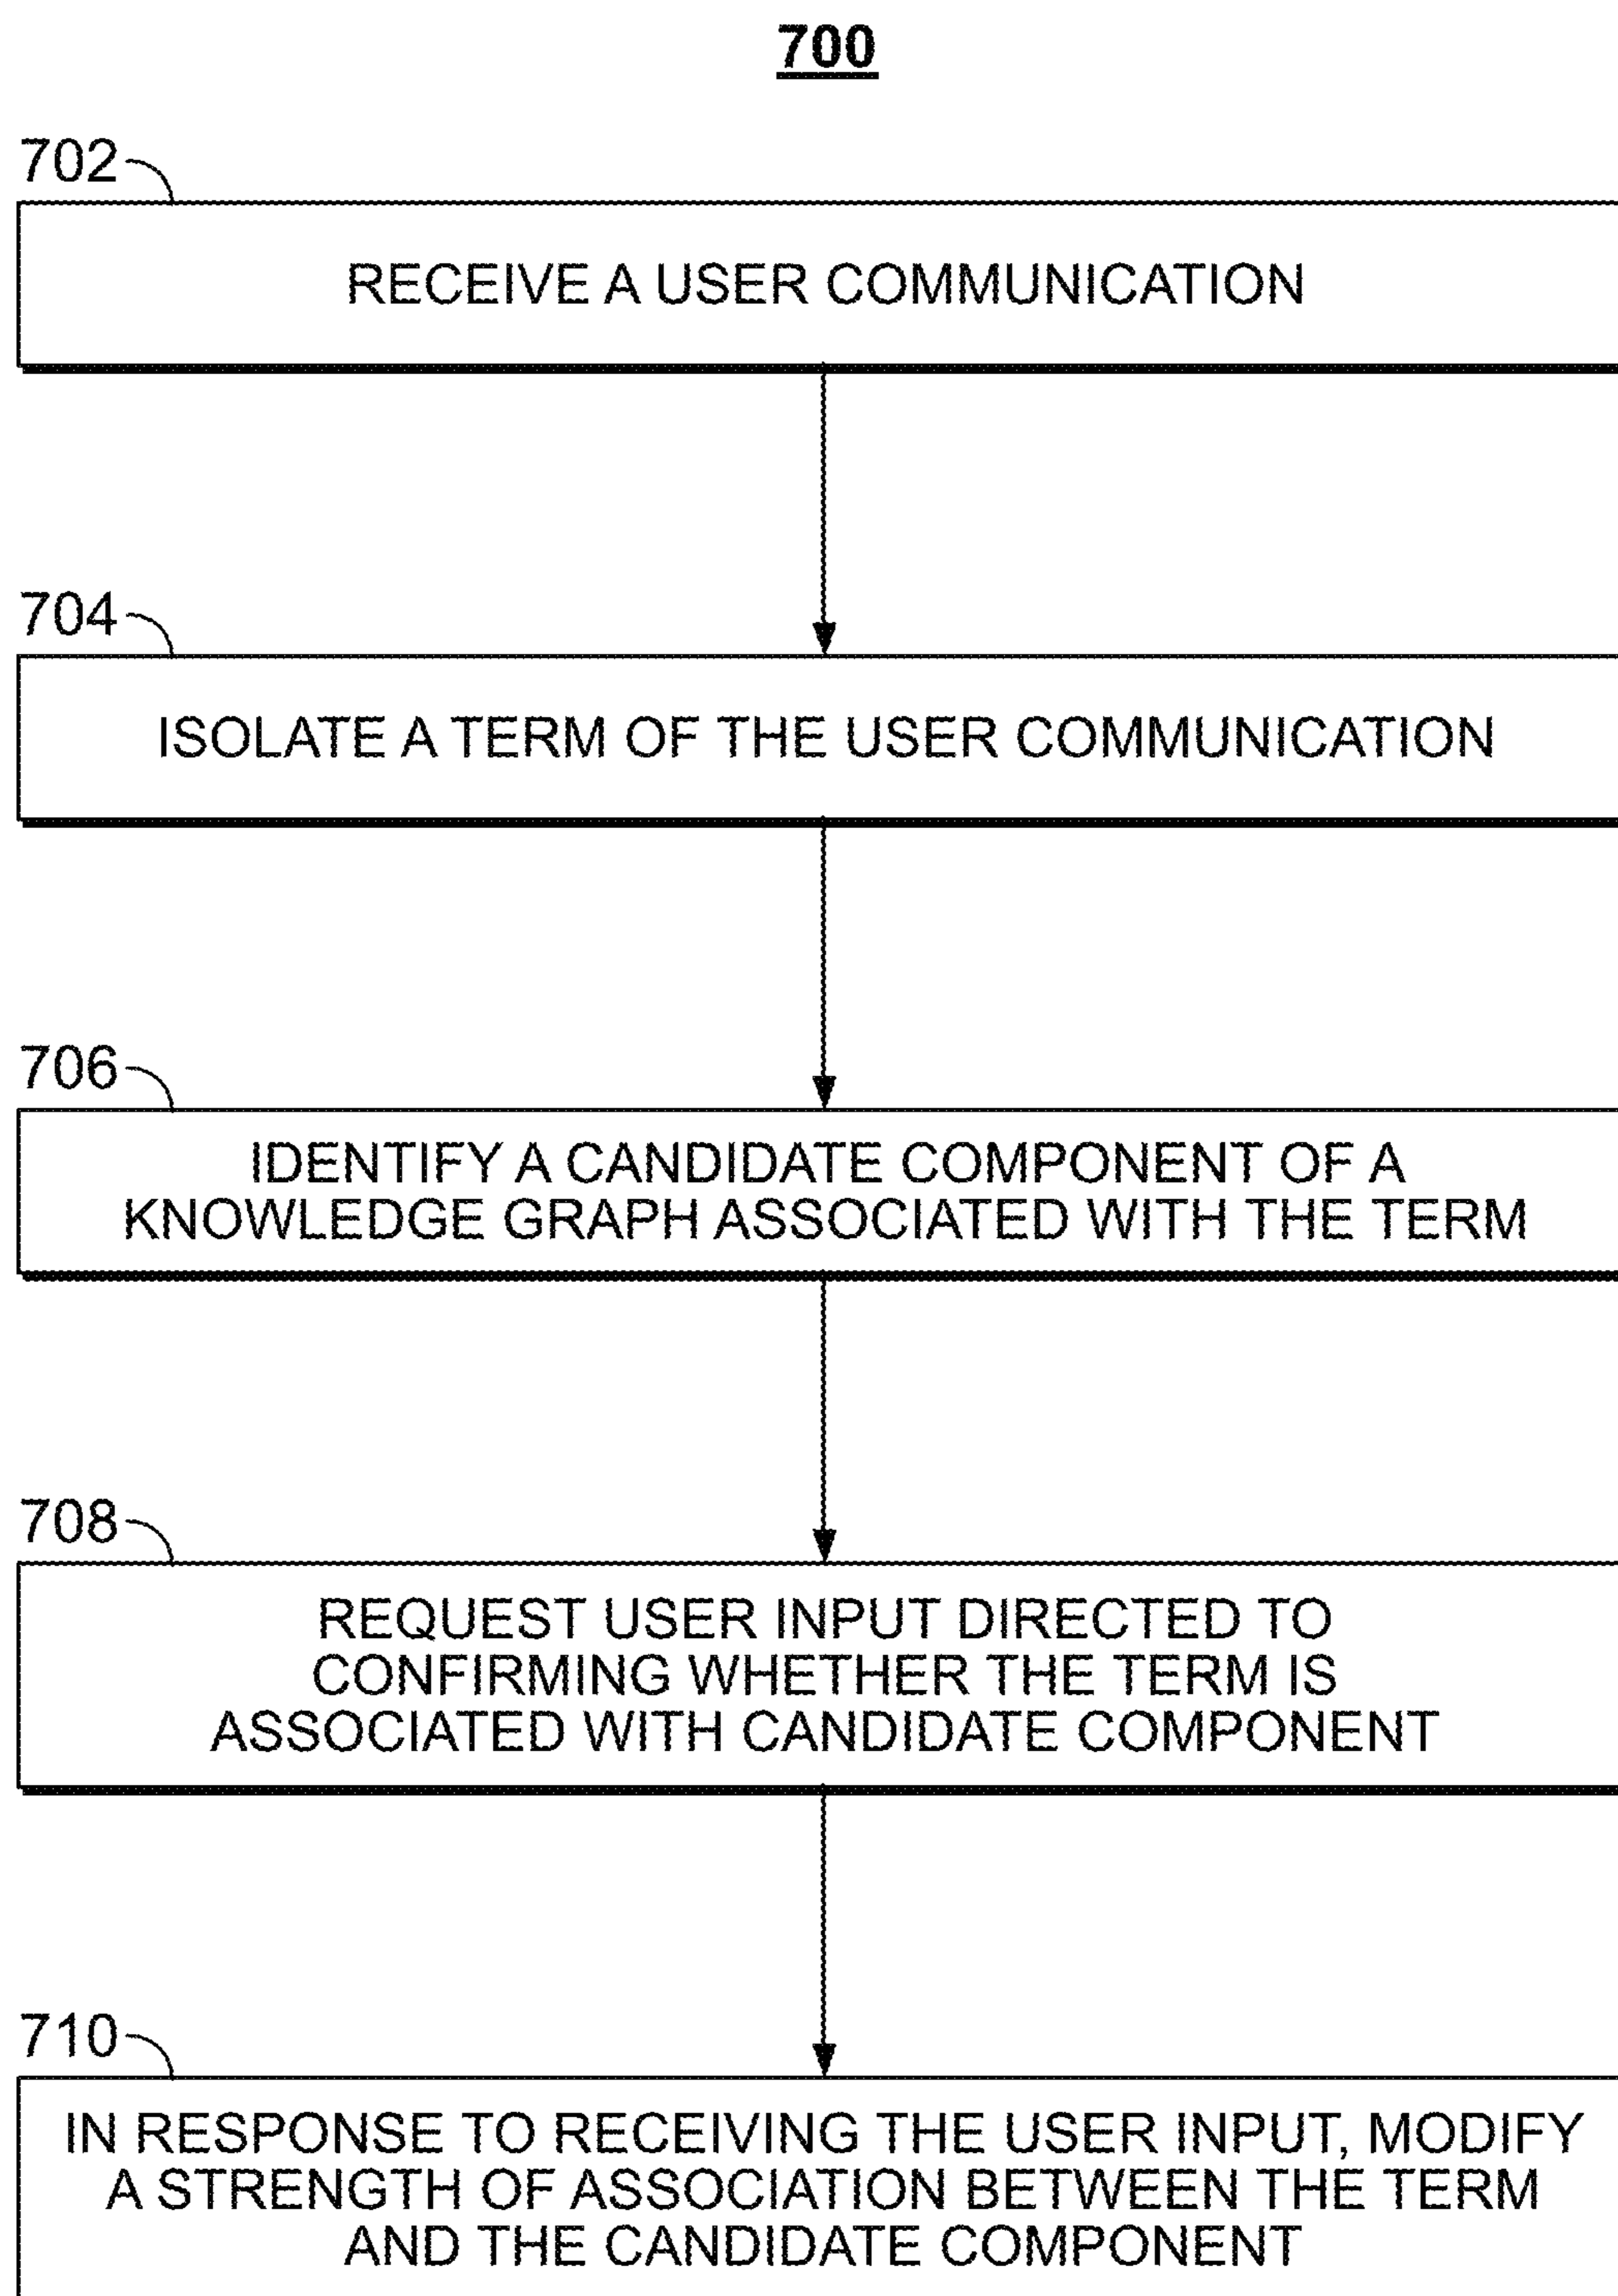 700
702
RECEIVE A USER COMMUNICATION
704
ISOLATE A TERM OF THE USER COMMUNICATION
706
IDENTIFY A CANDIDATE COMPONENT OF A
KNOWLEDGE GRAPH ASSOCIATED WITH THE TERM
708
REQUEST USER INPUT DIRECTED TO
CONFIRMING WHETHER THE TERM IS
ASSOCIATED WITH CANDIDATE COMPONENT
710
IN RESPONSE TO RECEIVING THE USER INPUT, MODIFY
A STRENGTH OF ASSOCIATION BETWEEN THE TERM
AND THE CANDIDATE COMPONENT